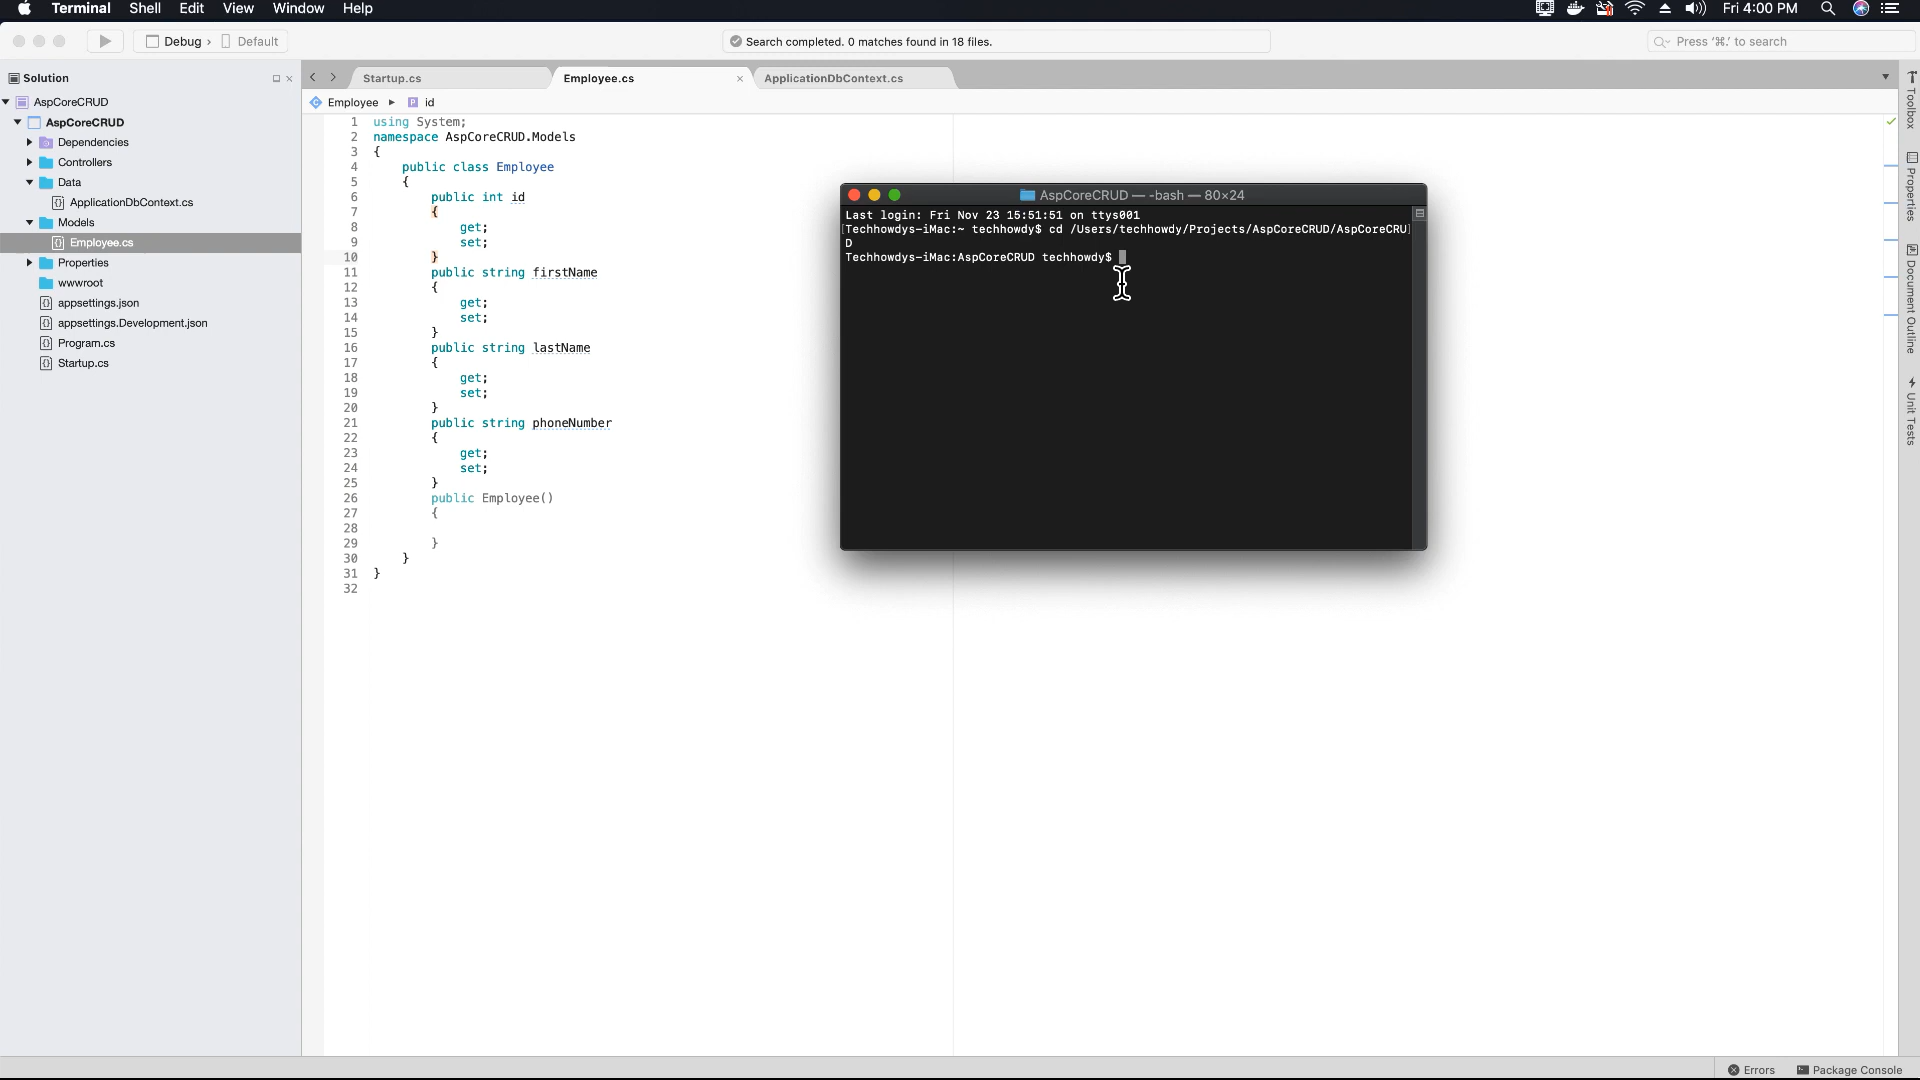 Terminal Shell Edit View Window Help Fri 4:00 PM
Debug › Default Search completed. 0 matches found in 18 files. Press '⌘.' to search
Solution
AspCoreCRUD
AspCoreCRUD
Dependencies
Controllers
Data
ApplicationDbContext.cs
Models
Employee.cs
Properties
wwwroot
appsettings.json
appsettings.Development.json
Program.cs
Startup.cs
Startup.cs Employee.cs ApplicationDbContext.cs
Employee id
1 using System;
2 namespace AspCoreCRUD.Models
3 {
4 public class Employee
5 {
6 public int id
7 {
8 get;
9 set;
10 }
11 public string firstName
12 {
13 get;
14 set;
15 }
16 public string lastName
17 {
18 get;
19 set;
20 }
21 public string phoneNumber
22 {
23 get;
24 set;
25 }
26 public Employee()
27 {
28
29 }
30 }
31 }
32
AspCoreCRUD — -bash — 80×24
Last login: Fri Nov 23 15:51:51 on ttys001
[Techhowdys-iMac:~ techhowdy$ cd /Users/techhowdy/Projects/AspCoreCRUD/AspCoreCRU]
D
Techhowdys-iMac:AspCoreCRUD techhowdy$
Toolbox
Properties
Document Outline
Unit Tests
Errors Package Console